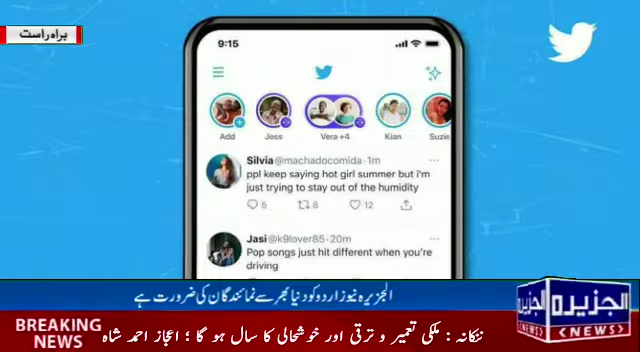 براہ راست
9:15
Add
Jess
Vera +4
Kian
Suzie
Silvia @machadocomida · 1m
ppl keep saying hot girl summer but i'm
just trying to stay out of the humidity
5
8
12
Jasi @k9lover85 · 20m
Pop songs just hit different when you're
driving
الجزیرہ نیوز اردو کو دنیا بھر سے نمائندگان کی ضرورت ہے
الجزیرہ
NEWS
BREAKING
NEWS
ننکانہ : ملکی تعمیر و ترقی اور خوشحالی کا سال ہو گا ؛ اعجاز احمد شاہ